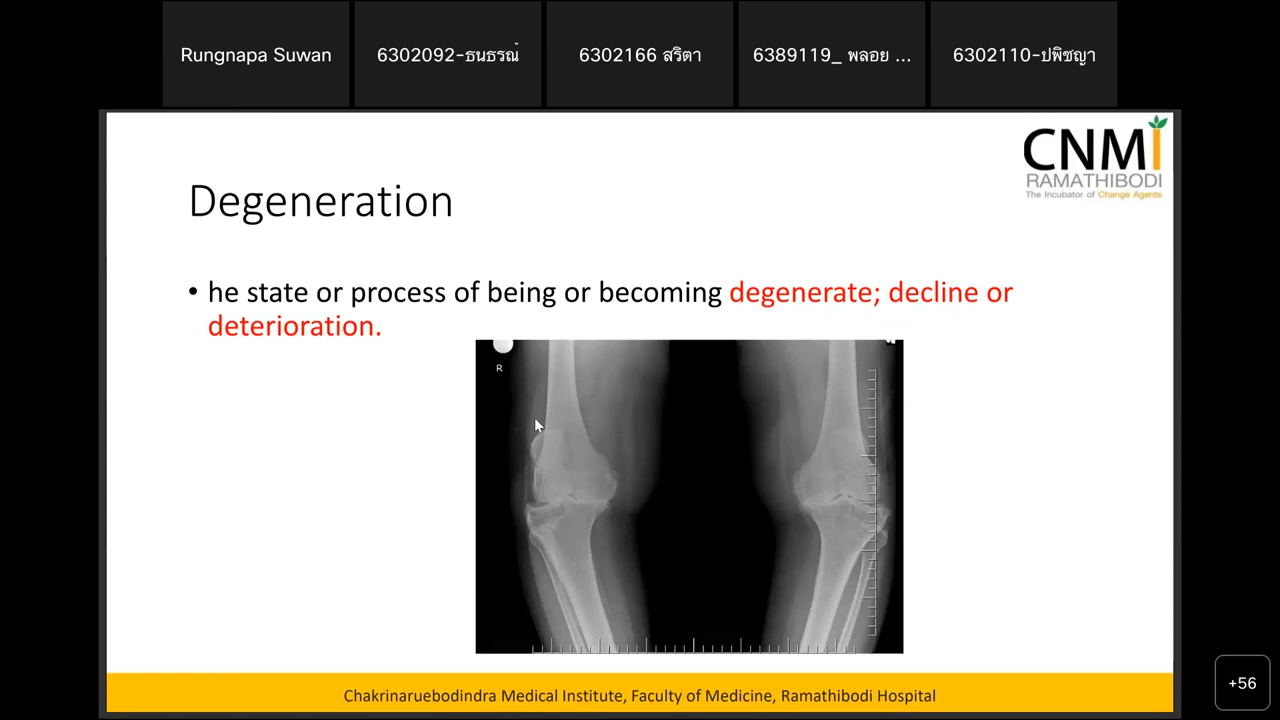 Rungnapa Suwan
6302092-ธนธรณ์
6302166 สริตา
6389119_ พลอย ...
6302110-ปพิชญา
CNMI
RAMATHIBODI
The Incubator of Change Agents
Degeneration
• he state or process of being or becoming degenerate; decline or
deterioration.
R
Chakrinaruebodindra Medical Institute, Faculty of Medicine, Ramathibodi Hospital
+56